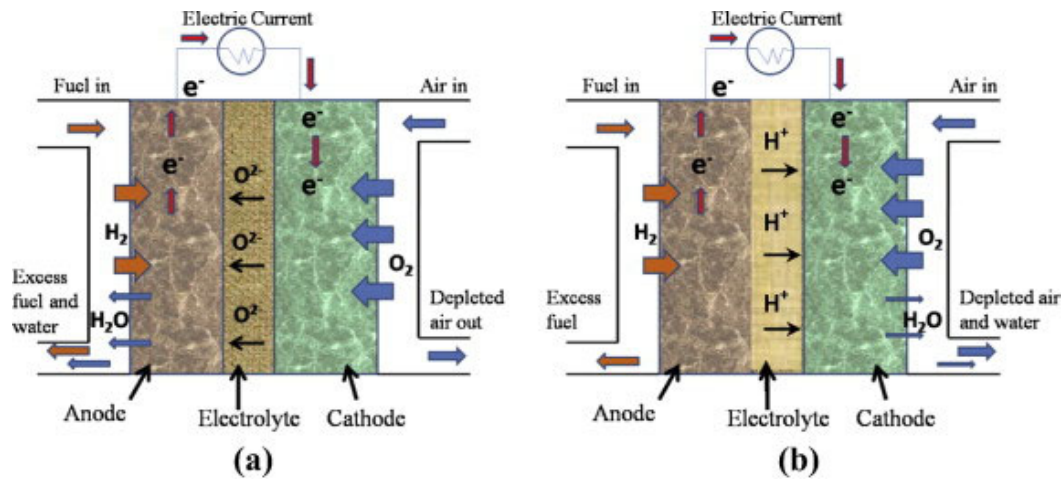 Electric Current
Fuel in
e-
Air in
e-
e-
O2-
e-
O2-
H2
O2
O2-
Excess
fuel and
water
H2O
Depleted
air out
Anode
Electrolyte
Cathode
(a)
Electric Current
Fuel in
e-
Air in
e-
H+
e-
e-
H+
H2
O2
H+
Excess
fuel
H2O
Depleted air
and water
Anode
Electrolyte
Cathode
(b)